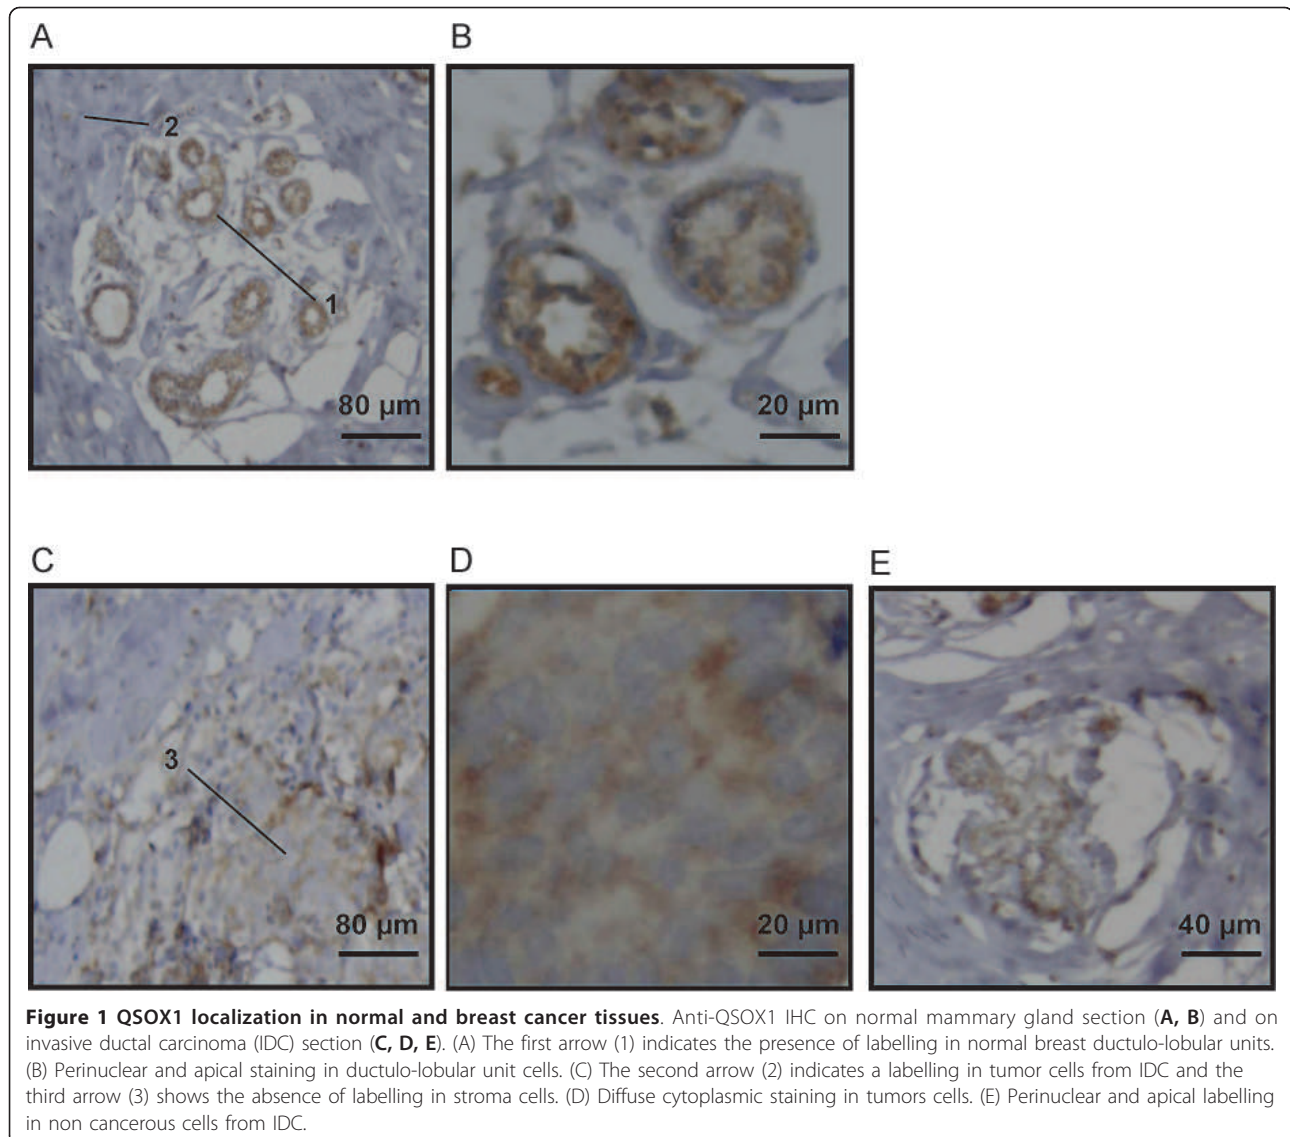 A
B
2
1
80 µm
20 µm
C
D
E
3
80 µm
20 µm
40 µm
Figure 1 QSOX1 localization in normal and breast cancer tissues. Anti-QSOX1 IHC on normal mammary gland section (A, B) and on
invasive ductal carcinoma (IDC) section (C, D, E). (A) The first arrow (1) indicates the presence of labelling in normal breast ductulo-lobular units.
(B) Perinuclear and apical staining in ductulo-lobular unit cells. (C) The second arrow (2) indicates a labelling in tumor cells from IDC and the
third arrow (3) shows the absence of labelling in stroma cells. (D) Diffuse cytoplasmic staining in tumors cells. (E) Perinuclear and apical labelling
in non cancerous cells from IDC.